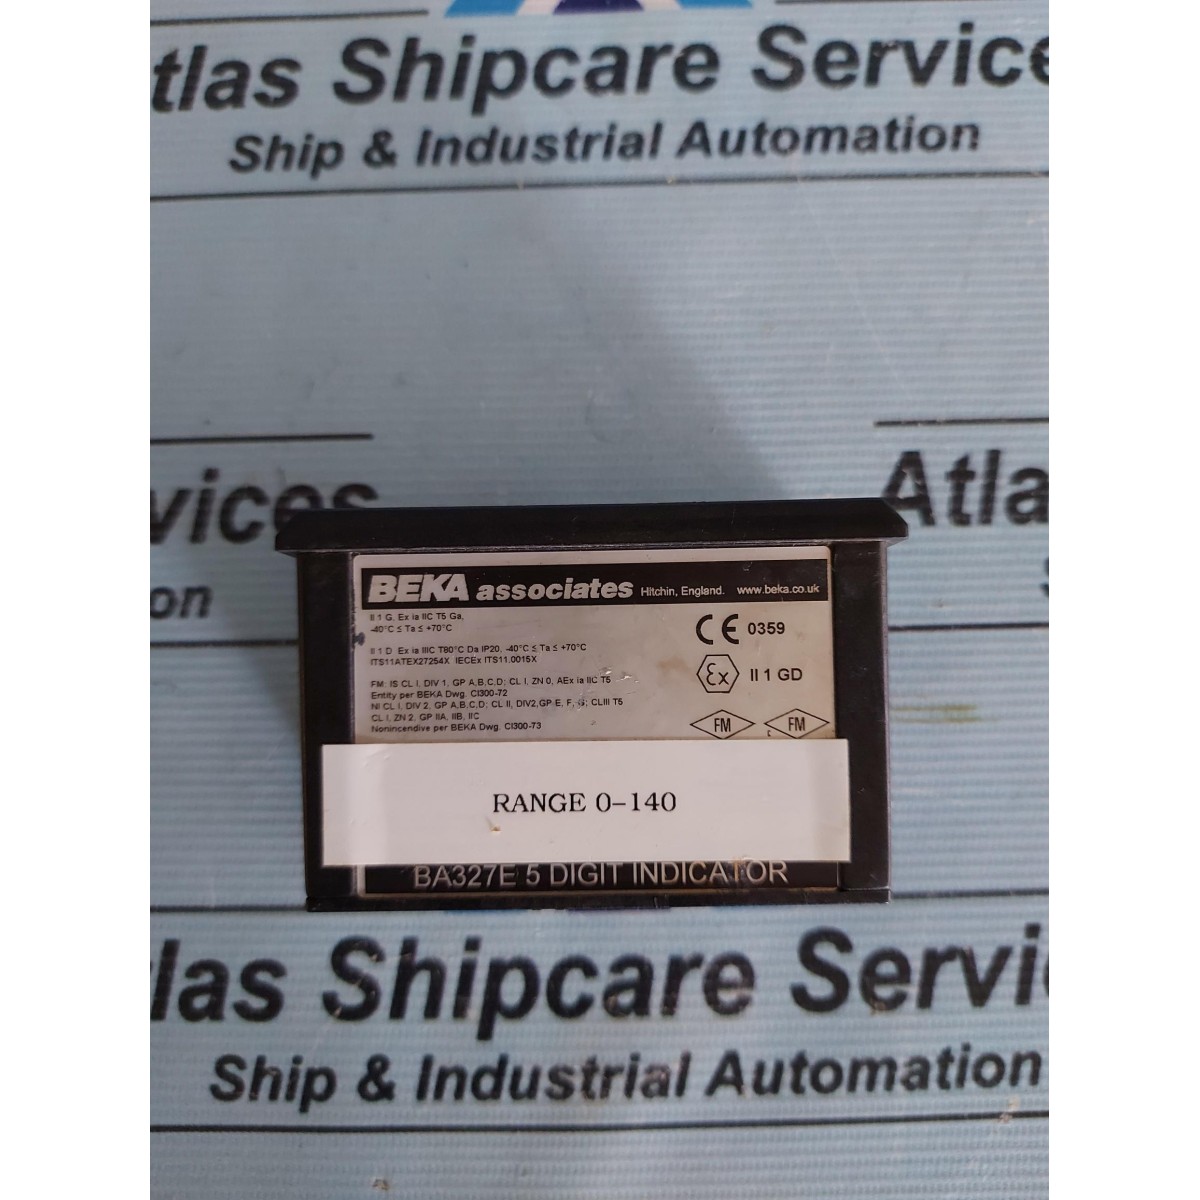 tlas Shipcare Service
Ship & Industrial Automation
vices
Atla
on
S
BEKA associates Hitchin, England. www.beka.co.uk
II 1 G, Ex ia IIC T5 Ga,
-40°C ≤ Ta ≤ +70°C
II 1 D Ex ia IIIC T80°C Da IP20, -40°C ≤ Ta ≤ +70°C
ITS11ATEX27254X IECEx ITS11.0015X
FM: IS CL I, DIV 1, GP A,B,C,D; CL I, ZN 0, AEx ia IIC T5
Entity per BEKA Dwg. CI300-72
NI CL I, DIV 2, GP A,B,C,D; CL II, DIV2,GP E, F, G; CLIII T5
CL I, ZN 2, GP IIA, IIB, IIC
Nonincendive per BEKA Dwg. CI300-73
CE 0359
Ex II 1 GD
FM FM
RANGE 0-140
BA327E 5 DIGIT INDICATOR
tlas Shipcare Servi
Ship & Industrial Automation